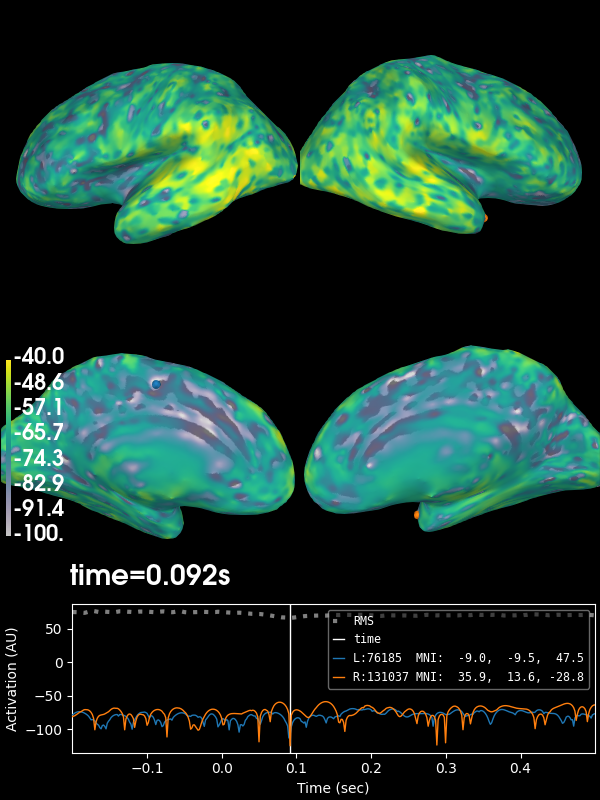 -40.0
-48.6
-57.1
-65.7
-74.3
-82.9
-91.4
-100.
time=0.092s
Activation (AU)
50
0
−50
−100
RMS
time
L:76185 MNI: -9.0, -9.5, 47.5
R:131037 MNI: 35.9, 13.6, -28.8
−0.1 0.0 0.1 0.2 0.3 0.4
Time (sec)